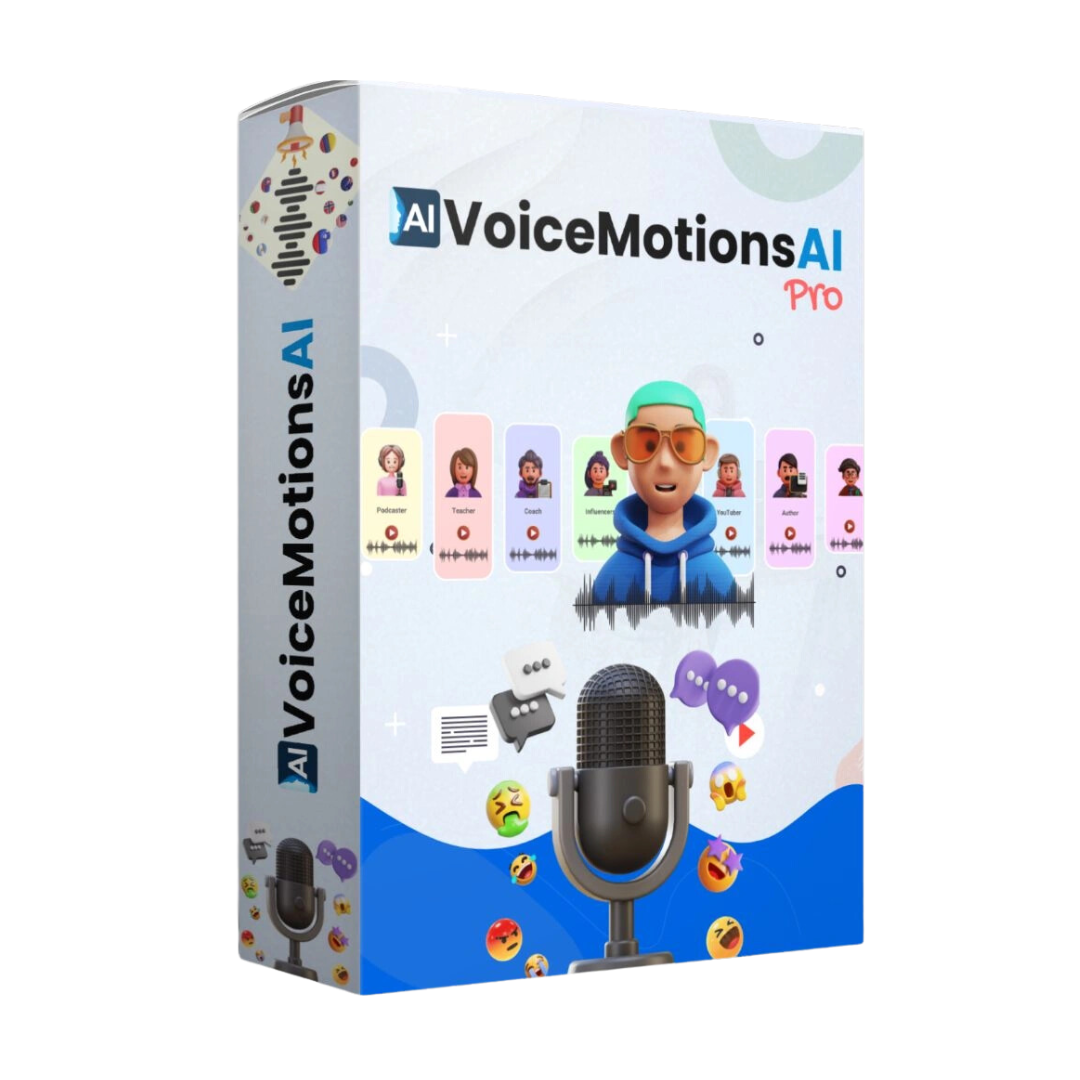 AI VoiceMotionsAI
Pro
Podcaster
Teacher
Coach
Influencers
YouTuber
Author
AI VoiceMotionsAI